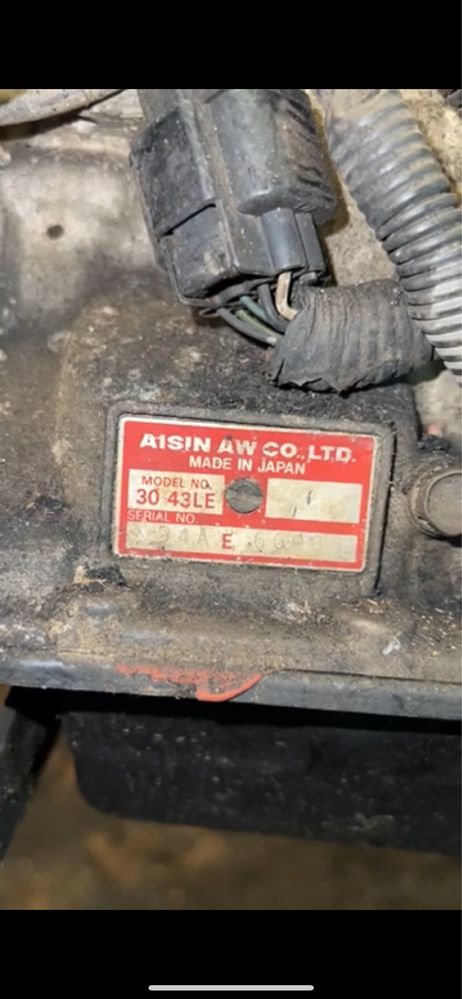 AISIN AW CO.,LTD.
MADE IN JAPAN
MODEL NO.
30 43LE
SERIAL NO.
E